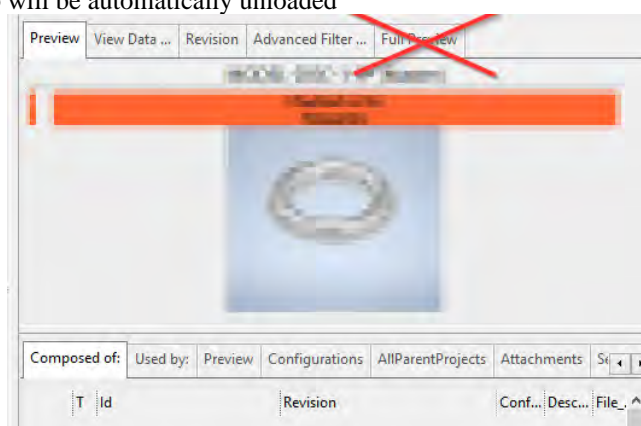 will be automatically unloaded
Preview View Data ... Revision Advanced Filter ... Full Preview
Composed of: Used by: Preview Configurations AllParentProjects Attachments
T Id Revision Conf... Desc... File_.